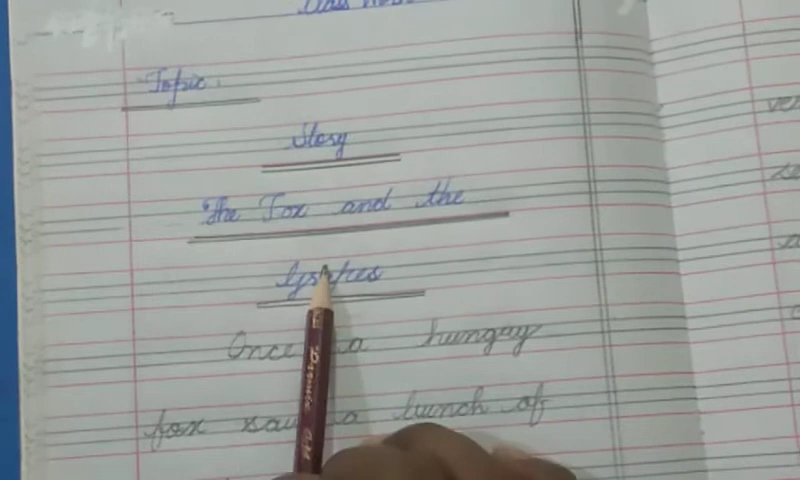 Topic
Story
"The Fox and the
Grapes
Once a hungry
fox saw a bunch of